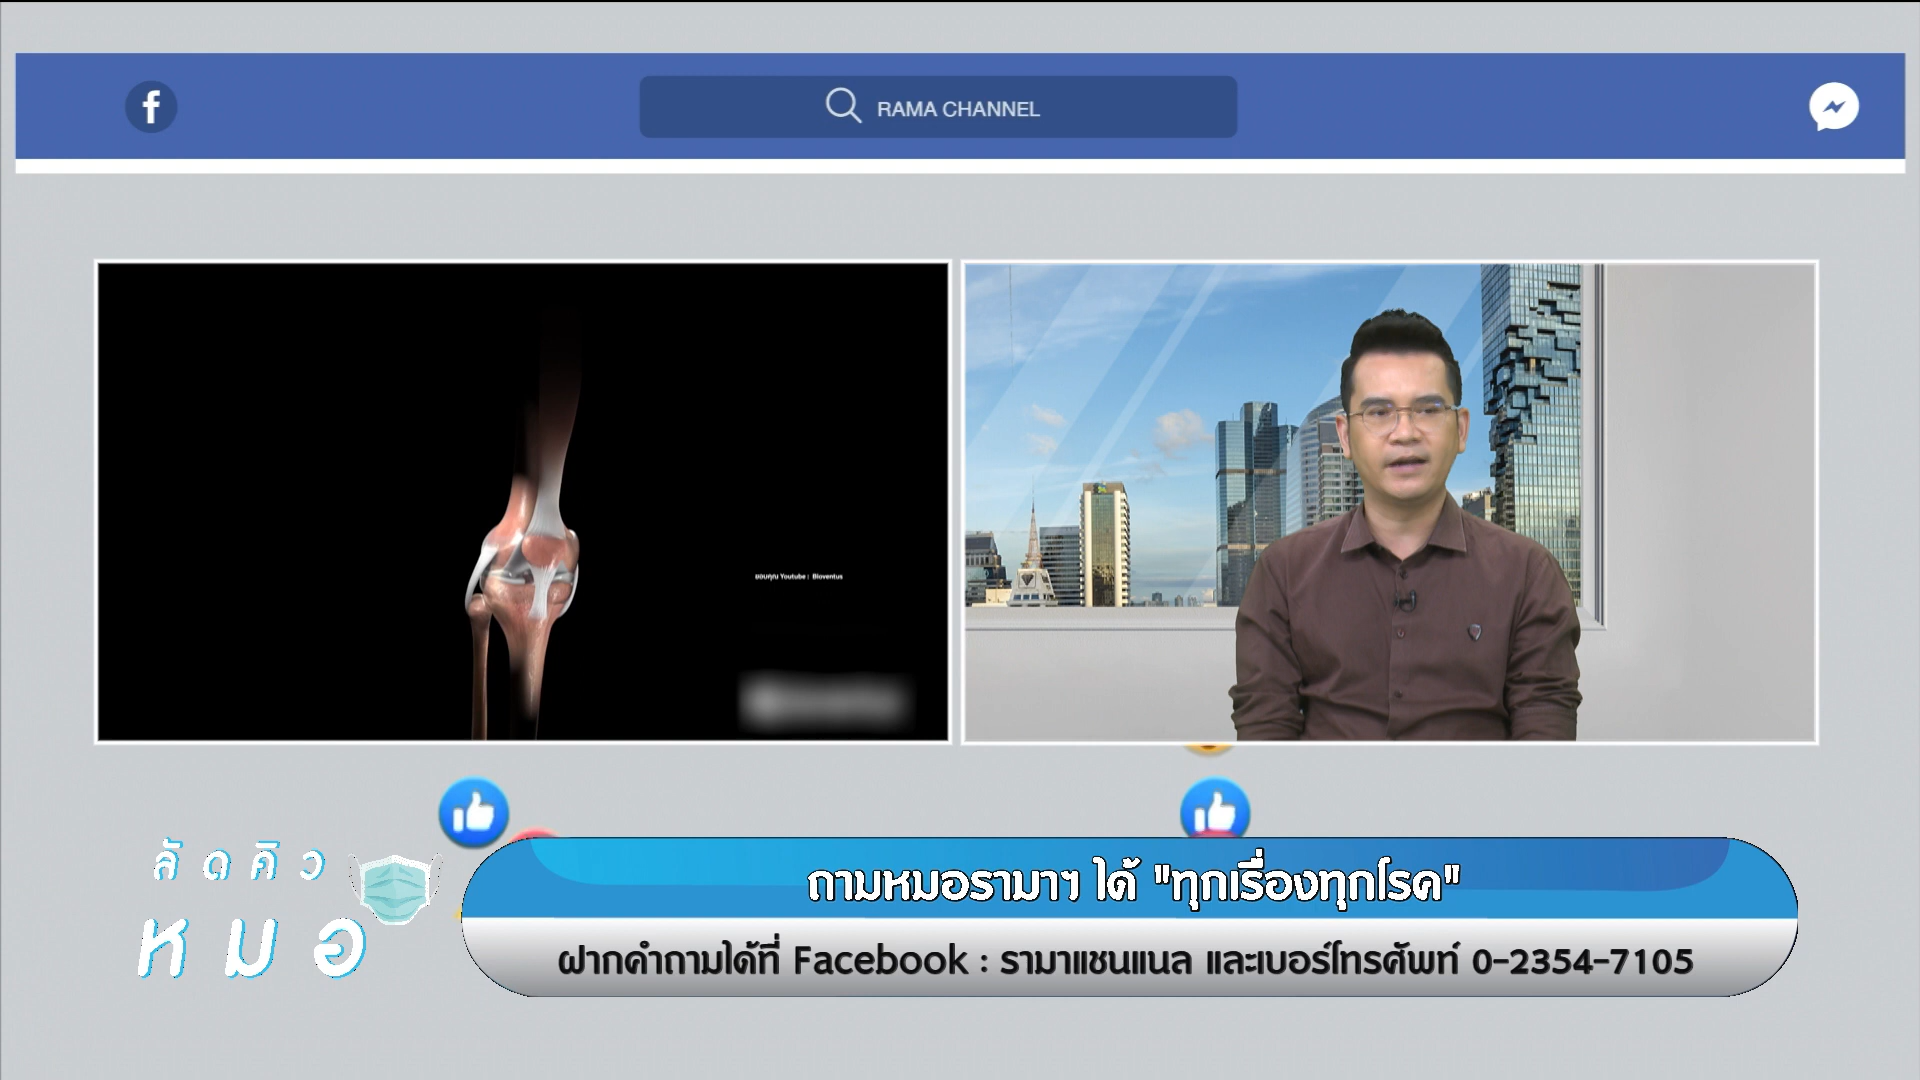 RAMA CHANNEL
ขอบคุณ Youtube : Bioventus
ลัดคิว
หมอ
ถามหมอรามาฯ ได้ "ทุกเรื่องทุกโรค"
ฝากคำถามได้ที่ Facebook : รามาแชนแนล และเบอร์โทรศัพท์ 0-2354-7105